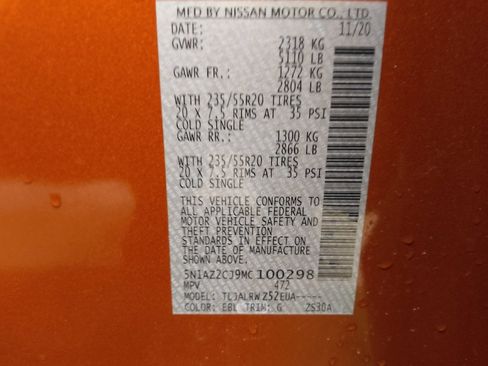 MFD BY NISSAN MOTOR CO., LTD.
DATE: 11/20
GVWR: 2318 KG
5110 LB
GAWR FR.: 1272 KG
2804 LB
WITH 235/55R20 TIRES
20 X 7.5 RIMS AT 35 PSI
COLD SINGLE
GAWR RR.: 1300 KG
2866 LB
WITH 235/55R20 TIRES
20 X 7.5 RIMS AT 35 PSI
COLD SINGLE
THIS VEHICLE CONFORMS TO
ALL APPLICABLE FEDERAL
MOTOR VEHICLE SAFETY AND
THEFT PREVENTION
STANDARDS IN EFFECT ON THE
DATE OF MANUFACTURE SHOWN
ABOVE.
5N1AZ2CJ9MC100298
MPV 472
MODEL: TLJALRWZ52EUA-----
COLOR: EBL TRIM: G ZS30A